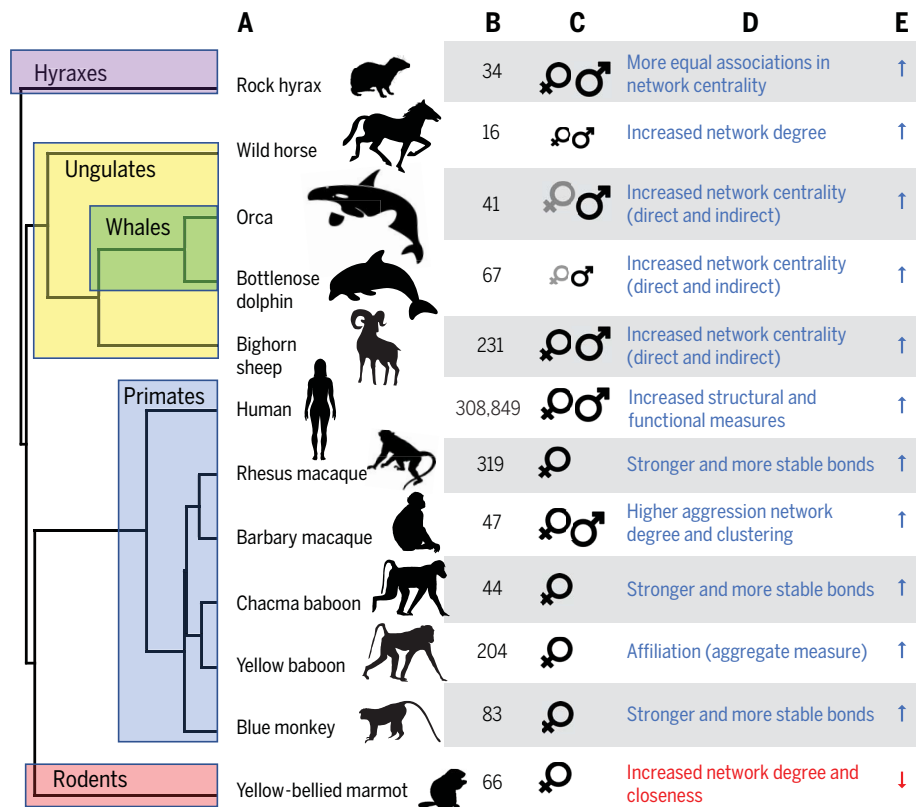 A B C D E
Hyraxes
Rock hyrax 34 More equal associations in
network centrality ↑
Wild horse 16 Increased network degree ↑
Ungulates
Orca 41 Increased network centrality
(direct and indirect) ↑
Whales
Bottlenose
dolphin 67 Increased network centrality
(direct and indirect) ↑
Bighorn
sheep 231 Increased network centrality
(direct and indirect) ↑
Primates
Human 308,849 Increased structural and
functional measures ↑
Rhesus macaque 319 Stronger and more stable bonds ↑
Barbary macaque 47 Higher aggression network
degree and clustering ↑
Chacma baboon 44 Stronger and more stable bonds ↑
Yellow baboon 204 Affiliation (aggregate measure) ↑
Blue monkey 83 Stronger and more stable bonds ↑
Rodents
Yellow-bellied marmot 66 Increased network degree and
closeness ↓